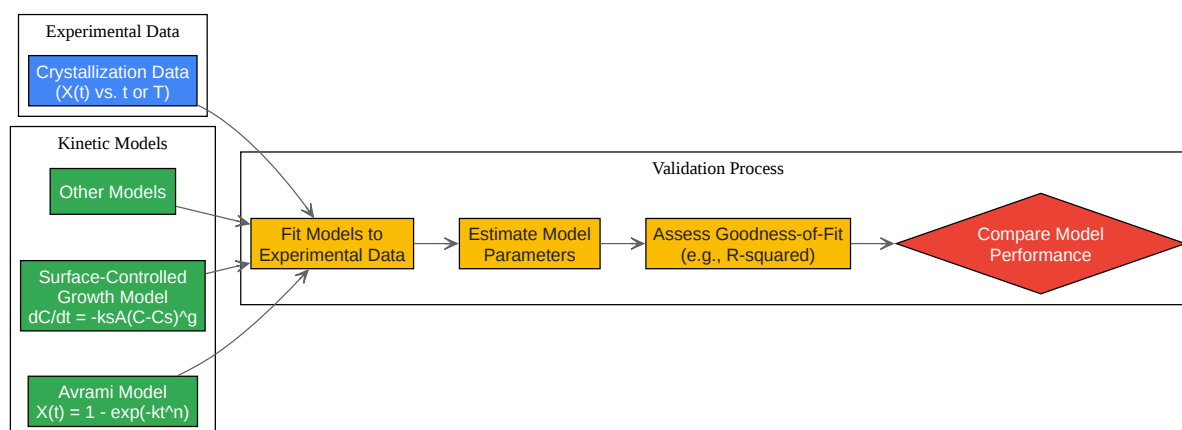 Experimental Data
Crystallization Data
(X(t) vs. t or T)
Kinetic Models
Other Models
Surface-Controlled
Growth Model
dC/dt = -ksA(C-Cs)^g
Avrami Model
X(t) = 1 - exp(-kt^n)
Validation Process
Fit Models to
Experimental Data
Estimate Model
Parameters
Assess Goodness-of-Fit
(e.g., R-squared)
Compare Model
Performance